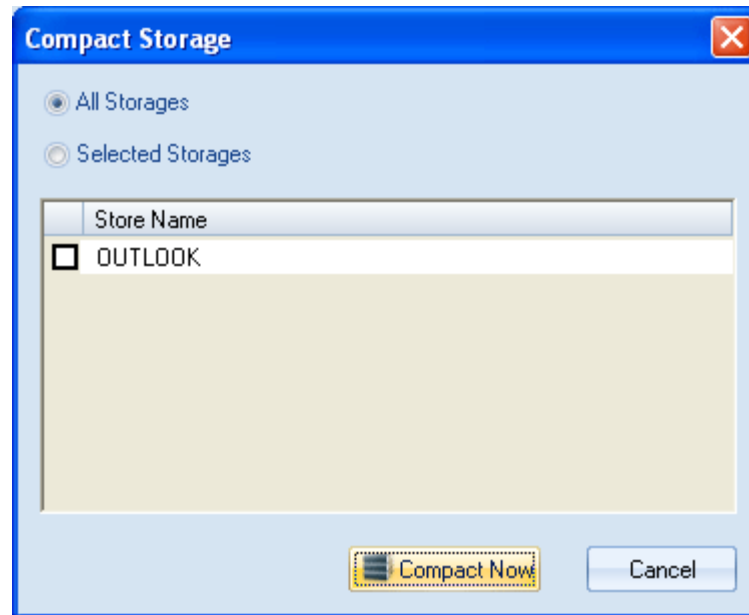 Compact Storage
All Storages
Selected Storages
Store Name
OUTLOOK
Compact Now
Cancel